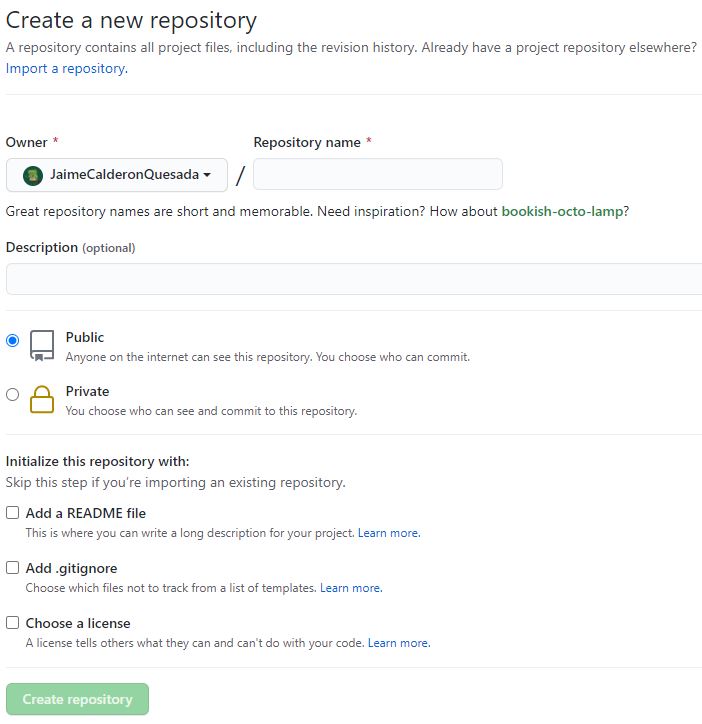 Create a new repository
A repository contains all project files, including the revision history. Already have a project repository elsewhere?
Import a repository.
Owner * Repository name *
JaimeCalderonQuesada /
Great repository names are short and memorable. Need inspiration? How about bookish-octo-lamp?
Description (optional)
Public
Anyone on the internet can see this repository. You choose who can commit.
Private
You choose who can see and commit to this repository.
Initialize this repository with:
Skip this step if you're importing an existing repository.
Add a README file
This is where you can write a long description for your project. Learn more.
Add .gitignore
Choose which files not to track from a list of templates. Learn more.
Choose a license
A license tells others what they can and can't do with your code. Learn more.
Create repository